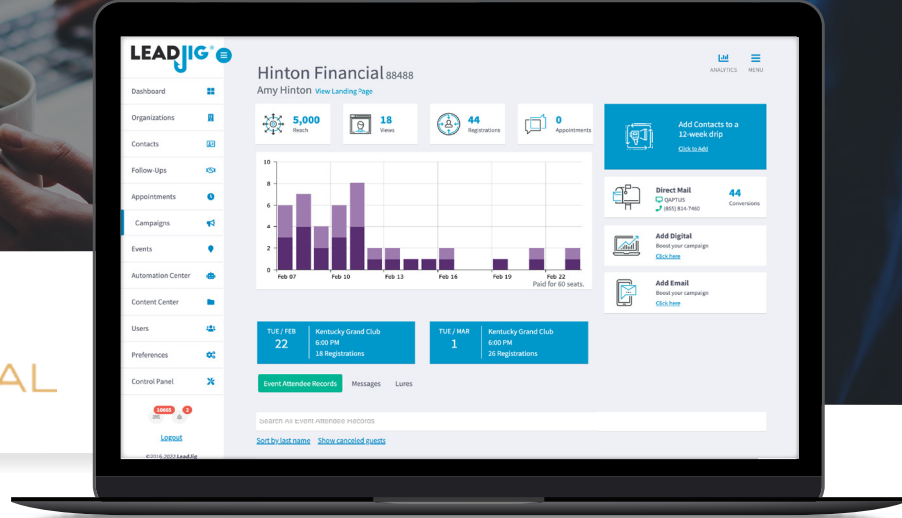 LEADJIG®
Dashboard
Organizations
Contacts
Follow-Ups
Appointments
Campaigns
Events
Automation Center
Content Center
Users
Preferences
Control Panel
Logout
©2016-2022 LeadJig
Hinton Financial 88488
Amy Hinton View Landing Page
ANALYTICS MENU
5,000
Reach
18
Views
44
Registrations
0
Appointments
10
8
6
4
2
0
Feb 07 Feb 10 Feb 13 Feb 16 Feb 19 Feb 22
Paid for 60 seats.
Add Contacts to a
12-week drip
Click to Add
Direct Mail
QAPTUS
(855) 814-7460
44
Conversions
Add Digital
Boost your campaign
Click here
Add Email
Boost your campaign
Click here
TUE / FEB
22
Kentucky Grand Club
6:00 PM
18 Registrations
TUE / MAR
1
Kentucky Grand Club
6:00 PM
26 Registrations
Event Attendee Records Messages Lures
Search All Event Attendee Records
Sort by last name Show canceled guests
AL